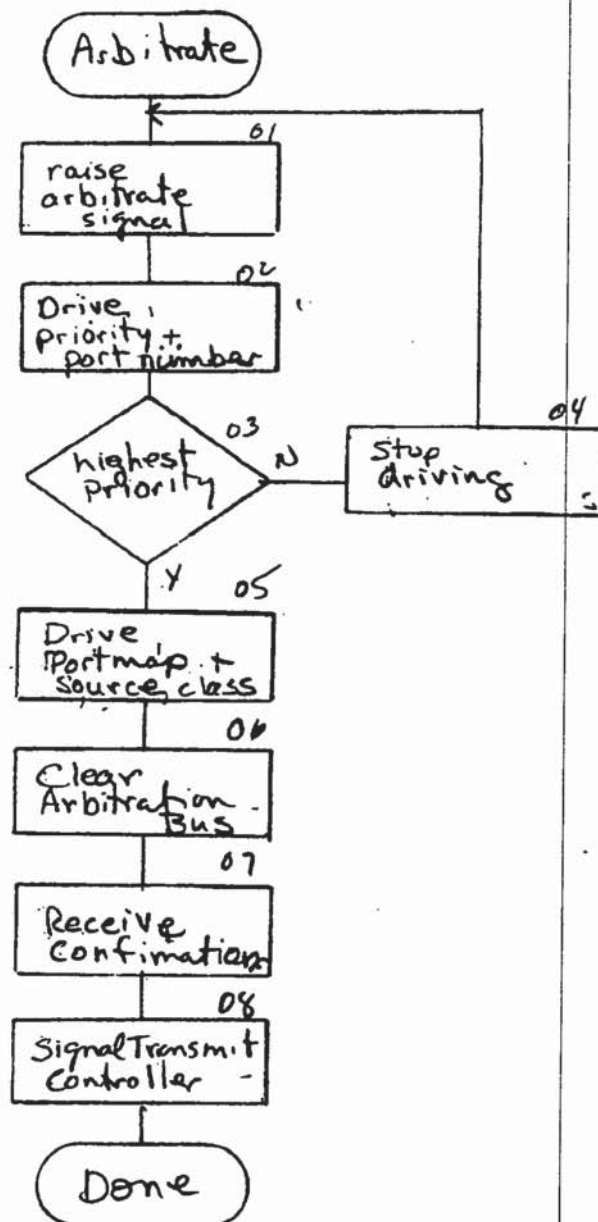 Arbitrate
01
raise
arbitrate
signal
02
Drive
priority +
port number
03
highest
priority
N
04
Stop
driving
Y
05
Drive
Portmap +
source class
06
Clear
Arbitration
Bus
07
Receive
Confimation
08
Signal Transmit
Controller
Done